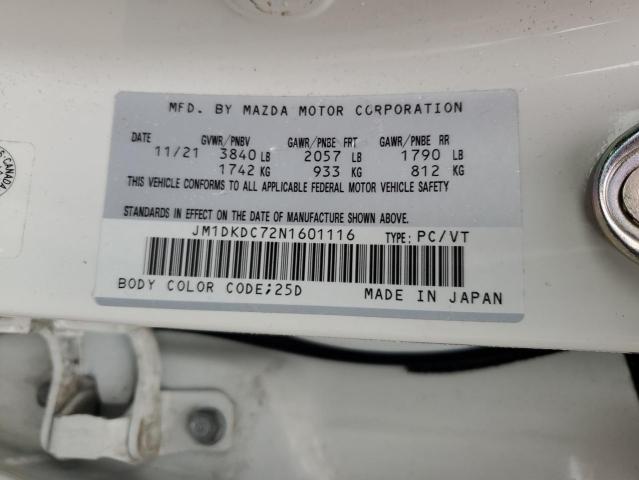 MFD. BY MAZDA MOTOR CORPORATION
DATE GVWR/PNBV GAWR/PNBE FRT GAWR/PNBE RR
11/21 3840 LB 2057 LB 1790 LB
1742 KG 933 KG 812 KG
THIS VEHICLE CONFORMS TO ALL APPLICABLE FEDERAL MOTOR VEHICLE SAFETY
STANDARDS IN EFFECT ON THE DATE OF MANUFACTURE SHOWN ABOVE.
JM1DKDC72N1601116 TYPE: PC/VT
BODY COLOR CODE;25D MADE IN JAPAN
CANADA